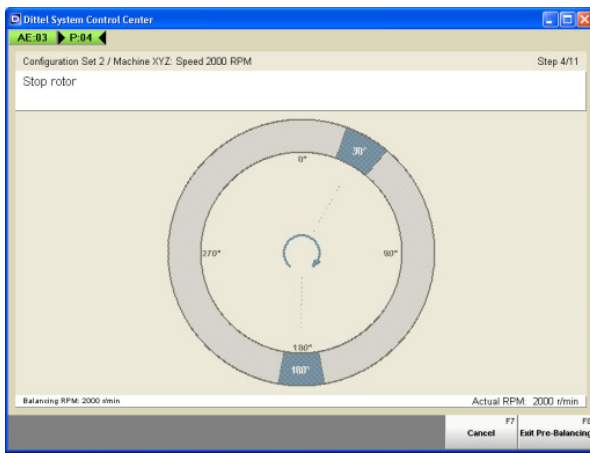 Dittel System Control Center
AE:03 P:04
Configuration Set 2 / Machine XYZ: Speed 2000 RPM Step 4/11
Stop rotor
30°
0°
270° 90°
180°
180°
Balancing RPM: 2000 r/min Actual RPM: 2000 r/min
F7 F8
Cancel Exit Pre-Balancing